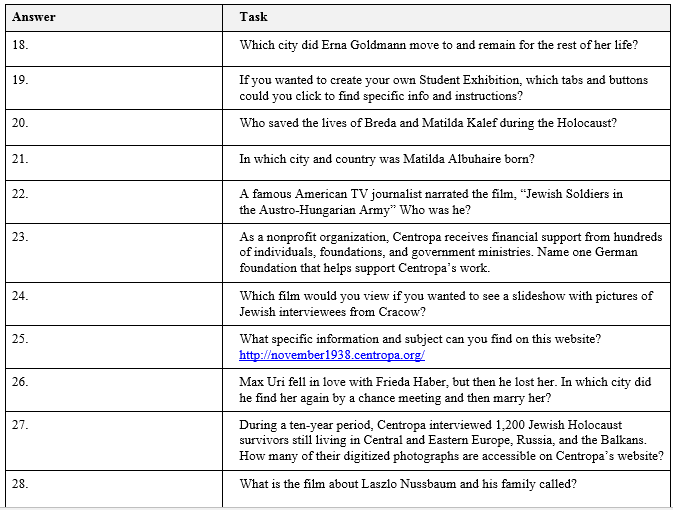 Answer Task
18. Which city did Erna Goldmann move to and remain for the rest of her life?
19. If you wanted to create your own Student Exhibition, which tabs and buttons
could you click to find specific info and instructions?
20. Who saved the lives of Breda and Matilda Kalef during the Holocaust?
21. In which city and country was Matilda Albuhaire born?
22. A famous American TV journalist narrated the film, “Jewish Soldiers in
the Austro-Hungarian Army” Who was he?
23. As a nonprofit organization, Centropa receives financial support from hundreds
of individuals, foundations, and government ministries. Name one German
foundation that helps support Centropa’s work.
24. Which film would you view if you wanted to see a slideshow with pictures of
Jewish interviewees from Cracow?
25. What specific information and subject can you find on this website?
http://november1938.centropa.org/
26. Max Uri fell in love with Frieda Haber, but then he lost her. In which city did
he find her again by a chance meeting and then marry her?
27. During a ten-year period, Centropa interviewed 1,200 Jewish Holocaust
survivors still living in Central and Eastern Europe, Russia, and the Balkans.
How many of their digitized photographs are accessible on Centropa’s website?
28. What is the film about Laszlo Nussbaum and his family called?